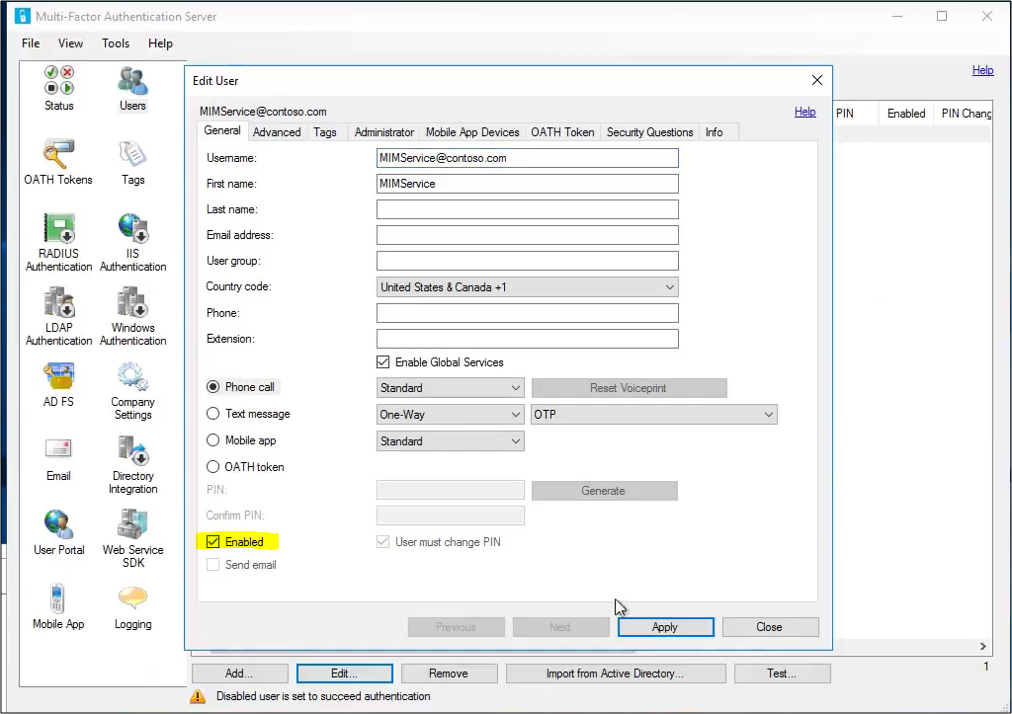 Multi-Factor Authentication Server
File View Tools Help
Status
Users
OATH Tokens
Tags
RADIUS
Authentication
IIS
Authentication
LDAP
Authentication
Windows
Authentication
AD FS
Company
Settings
Email
Directory
Integration
User Portal
Web Service
SDK
Mobile App
Logging
Help
PIN Enabled PIN Chang
Edit User
MIMService@contoso.com
Help
General Advanced Tags Administrator Mobile App Devices OATH Token Security Questions Info
Username: MIMService@contoso.com
First name: MIMService
Last name:
Email address:
User group:
Country code: United States & Canada +1
Phone:
Extension:
Enable Global Services
Phone call Standard Reset Voiceprint
Text message One-Way OTP
Mobile app Standard
OATH token
PIN: Generate
Confirm PIN:
Enabled User must change PIN
Send email
Previous Next Apply Close
1
Add... Edit... Remove Import from Active Directory... Test...
Disabled user is set to succeed authentication